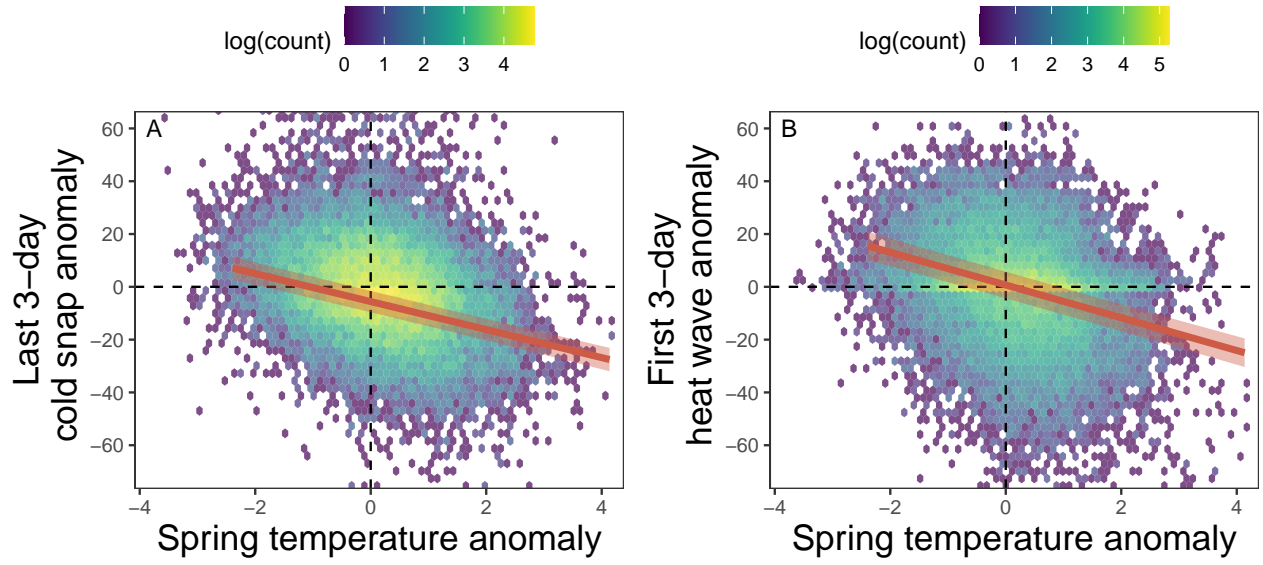 log(count)
0 1 2 3 4
A
60
40
20
0
−20
−40
−60
Last 3−day
cold snap anomaly
−4 −2 0 2 4
Spring temperature anomaly
log(count)
0 1 2 3 4 5
B
60
40
20
0
−20
−40
−60
First 3−day
heat wave anomaly
−4 −2 0 2 4
Spring temperature anomaly